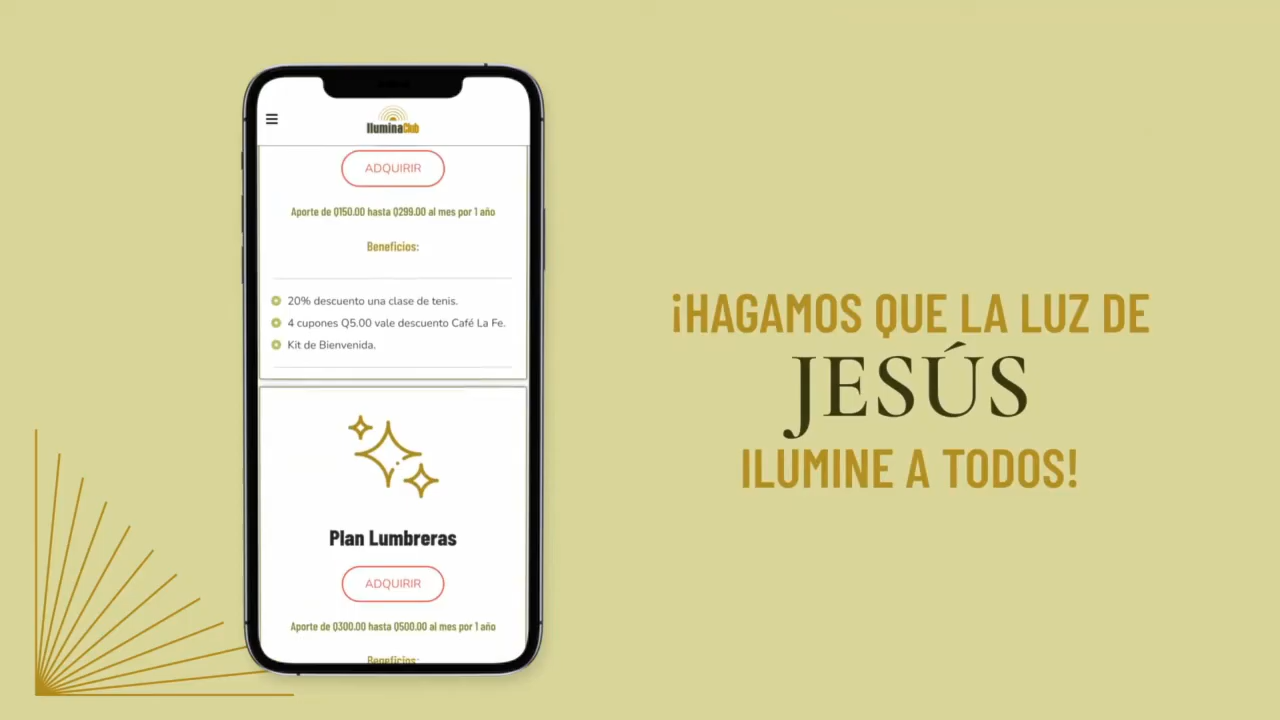 IluminaClub
ADQUIRIR
Aporte de Q150.00 hasta Q299.00 al mes por 1 año
Beneficios:
20% descuento una clase de tenis.
4 cupones Q5.00 vale descuento Café La Fe.
Kit de Bienvenida.
Plan Lumbreras
ADQUIRIR
Aporte de Q300.00 hasta Q500.00 al mes por 1 año
Beneficios:
¡HAGAMOS QUE LA LUZ DE
JESÚS
ILUMINE A TODOS!